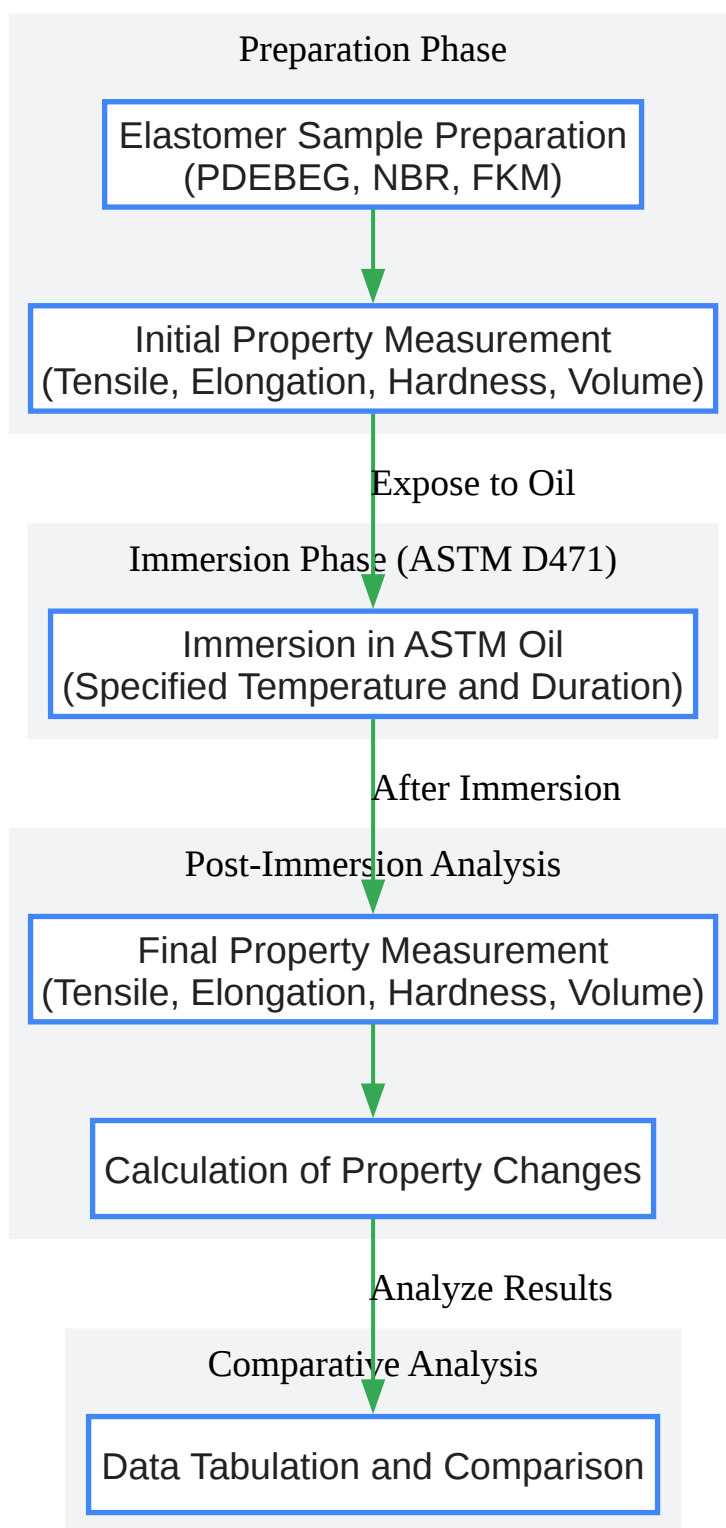 Preparation Phase
Elastomer Sample Preparation
(PDEBEG, NBR, FKM)
Initial Property Measurement
(Tensile, Elongation, Hardness, Volume)
Expose to Oil
Immersion Phase (ASTM D471)
Immersion in ASTM Oil
(Specified Temperature and Duration)
After Immersion
Post-Immersion Analysis
Final Property Measurement
(Tensile, Elongation, Hardness, Volume)
Calculation of Property Changes
Analyze Results
Comparative Analysis
Data Tabulation and Comparison